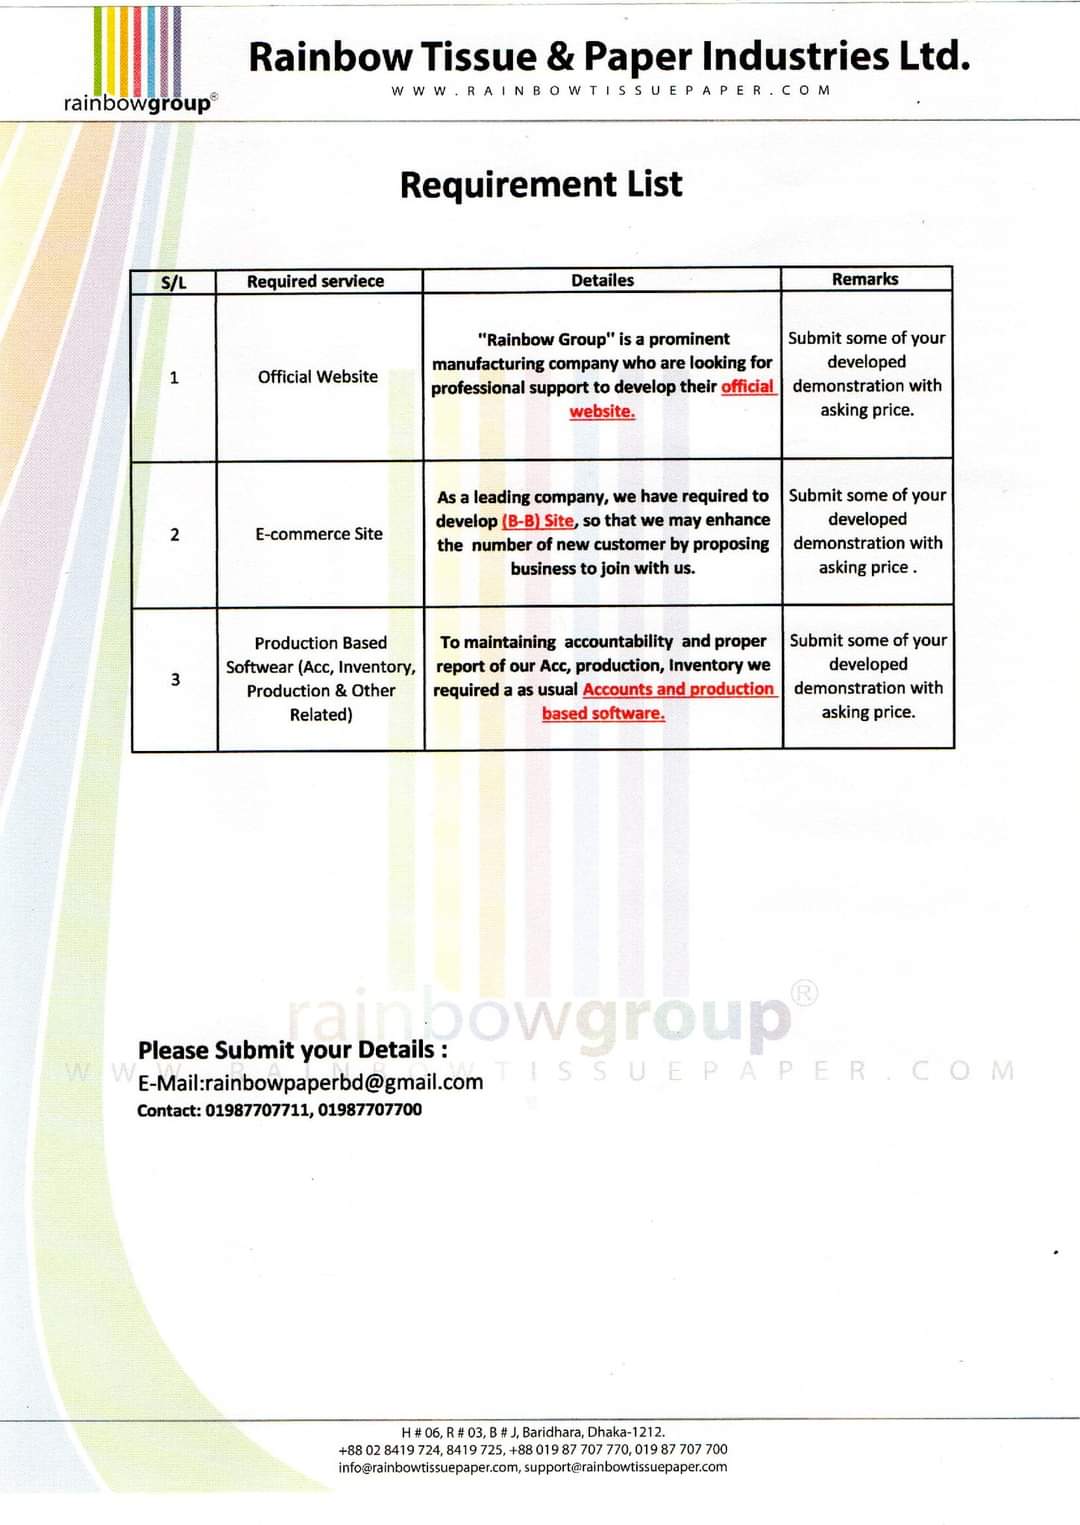 rainbowgroup®
Rainbow Tissue & Paper Industries Ltd.
WWW.RAINBOWTISSUEPAPER.COM
Requirement List
S/L Required serviece Detailes Remarks
1
Official Website
"Rainbow Group" is a prominent
manufacturing company who are looking for
professional support to develop their official
website.
Submit some of your
developed
demonstration with
asking price.
2
E-commerce Site
As a leading company, we have required to
develop (B-B) Site, so that we may enhance
the number of new customer by proposing
business to join with us.
Submit some of your
developed
demonstration with
asking price .
3
Production Based
Softwear (Acc, Inventory,
Production & Other
Related)
To maintaining accountability and proper
report of our Acc, production, Inventory we
required a as usual Accounts and production
based software.
Submit some of your
developed
demonstration with
asking price.
rainbowgroup®
WWW.RAINBOWTISSUEPAPER.COM
Please Submit your Details :
E-Mail:rainbowpaperbd@gmail.com
Contact: 01987707711, 01987707700
H # 06, R # 03, B # J, Baridhara, Dhaka-1212.
+88 02 8419 724, 8419 725, +88 019 87 707 770, 019 87 707 700
info@rainbowtissuepaper.com, support@rainbowtissuepaper.com